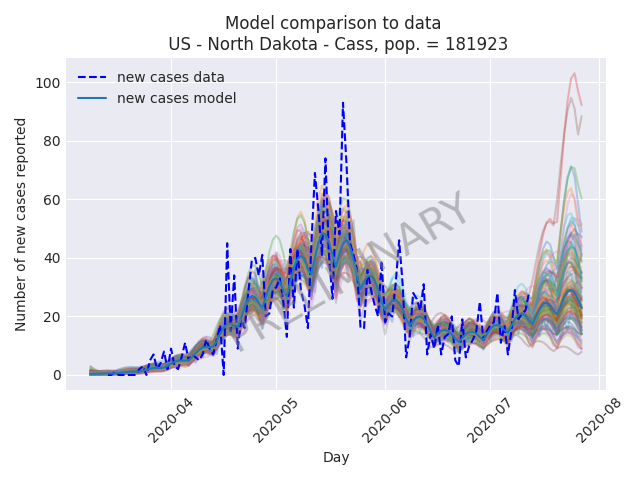 Model comparison to data
US - North Dakota - Cass, pop. = 181923
new cases data
new cases model
PRELIMINARY
Number of new cases reported
100
80
60
40
20
0
2020-04
2020-05
2020-06
2020-07
2020-08
Day